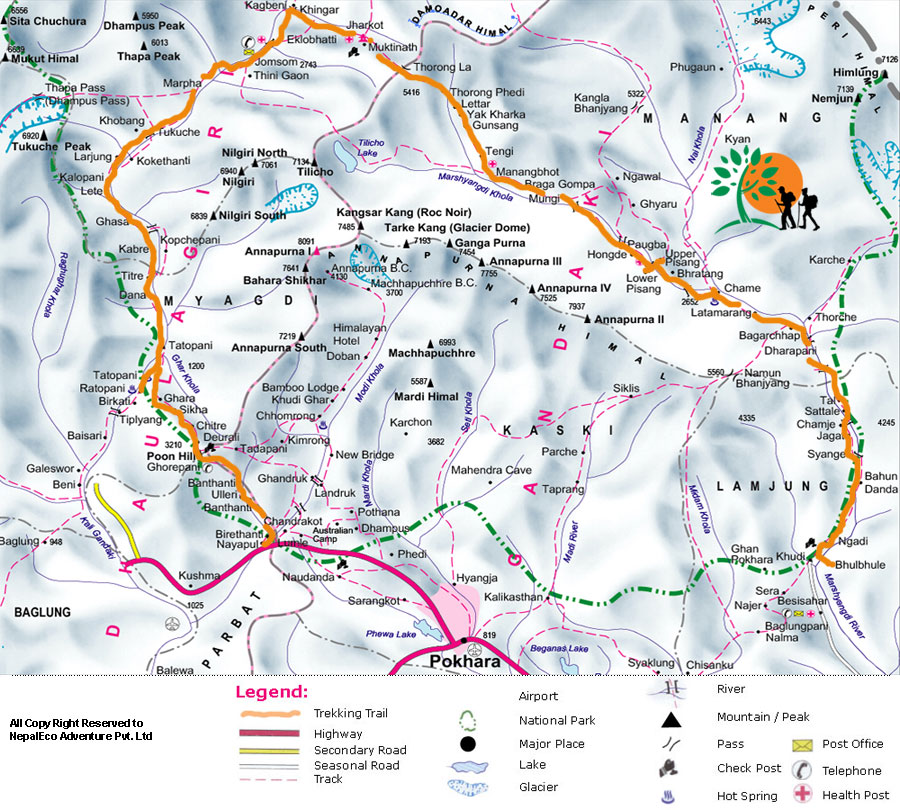 6556
Sita Chuchura
6689
Mukut Himal
5950
Dhampus Peak
6013
Thapa Peak
Kagbeni
Khingar
Jharkot
Eklobhatti
Muktinath
DAMOADAR HIMAL
6443
PERI HIMAL
7126
Himlung
7139
Nemjun
Phugaun
Jomsom 2743
Thini Gaon
Marpha
Thapa Pass
(Dhampus Pass)
Thorong La
5416
Thorong Phedi
Lettar
Yak Kharka
Gunsang
Kangla
Bhanjyang
5322
MANANG
Nai Khola
Kyan
Khobang
Tukuche
6920
Tukuche Peak
Larjung
Kokethanti
Kalopani
Lete
Nilgiri North
7061
6940
Nilgiri
7134
Tilicho
Tilicho
Lake
Tengi
Manangbhot
Braga Gompa
Mungi
Marshyangdi Khola
Ngawal
Ghyaru
6839
Nilgiri South
Ghasa
Kopchepani
Kabre
Titre
Dana
Raghughat Khola
Kangsar Kang (Roc Noir)
7485
Tarke Kang (Glacier Dome)
7193
Ganga Purna
7454
8091
Annapurna I
7641
Bahara Shikhar
Annapurna B.C.
4130
Machhapuchhre B.C.
3700
ANNAPURNA HIMAL
7755
Annapurna III
Annapurna IV
7525
7937
Annapurna II
Paugba
Hongde
Upper
Pisang
Lower
Pisang
Bhratang
2652
Chame
Latamarang
Karche
Thorche
Bagarchhap
Dharapani
MYAGDI
Tatopani
1200
Ghar Khola
7219
Annapurna South
Himalayan
Hotel
Doban
Modi Khola
6993
Machhapuchhre
5587
Mardi Himal
Karchon
3682
Seti Khola
Siklis
5560
Namun
Bhanjyang
Tal
Sattale
Chamje
Jagat
Syange
4335
4245
Tatopani
Ratopani
Birkati
Tiplyang
Ghara
Sikha
Chitre
Deurali
Bamboo Lodge
Khudi Ghar
Chhomrong
Kimrong
Tadapani
3210
Poon Hill
Ghorepani
Banthanti
Ulleri
Banthanti
Baisari
Galeswor
Beni
KASKI
Parche
Taprang
Mahendra Cave
New Bridge
Ghandruk
Landruk
Mardi Khola
LAMJUNG
Midam Khola
Bahun
Danda
Kali Gandaki
Baglung
948
Birethanti
Nayapul
Chandrakot
Lumle
Australian
Camp
Pothana
Dhampus
Phedi
Madi River
Ghan
Pokhara
Khudi
Ngadi
Bhulbhule
Kushma
1025
Naudanda
Hyangja
Sarangkot
Kalikasthan
Sera
Besisahar
Najer
Baglungpani
Nalma
Marshyangdi River
BAGLUNG
PARBAT
Balewa
Phewa Lake
819
Pokhara
Beganas Lake
Syaklung
Chisanku
DHAULAGIRI
GANDAKI
Legend:
Trekking Trail
Highway
Secondary Road
Seasonal Road
Track
Airport
National Park
Major Place
Lake
Glacier
River
Mountain / Peak
Pass
Check Post
Hot Spring
Post Office
Telephone
Health Post
All Copy Right Reserved to
NepalEco Adventure Pvt. Ltd